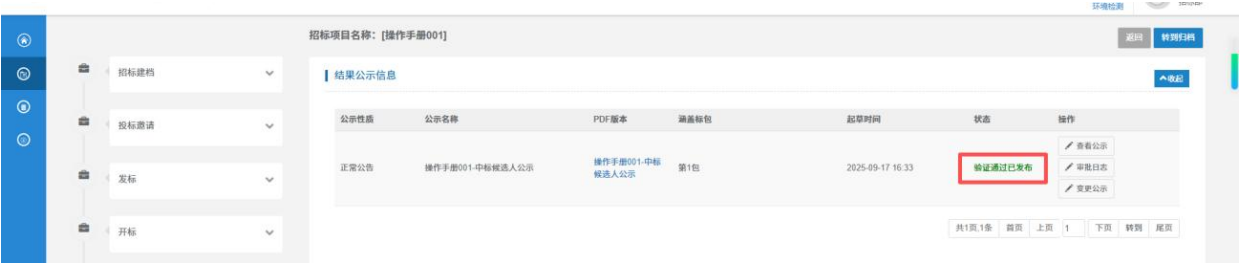 环境检测
招标项目名称：[操作手册001]
返回 转到归档
招标建档
投标邀请
发标
开标
结果公示信息
收起
公示性质 公示名称 PDF版本 涵盖标包 起草时间 状态 操作
正常公告 操作手册001-中标候选人公示 操作手册001-中标
候选人公示 第1包 2025-09-17 16:33 验证通过已发布
查看公示
审批日志
变更公示
共1页,1条 首页 上页 1 下页 转到 尾页